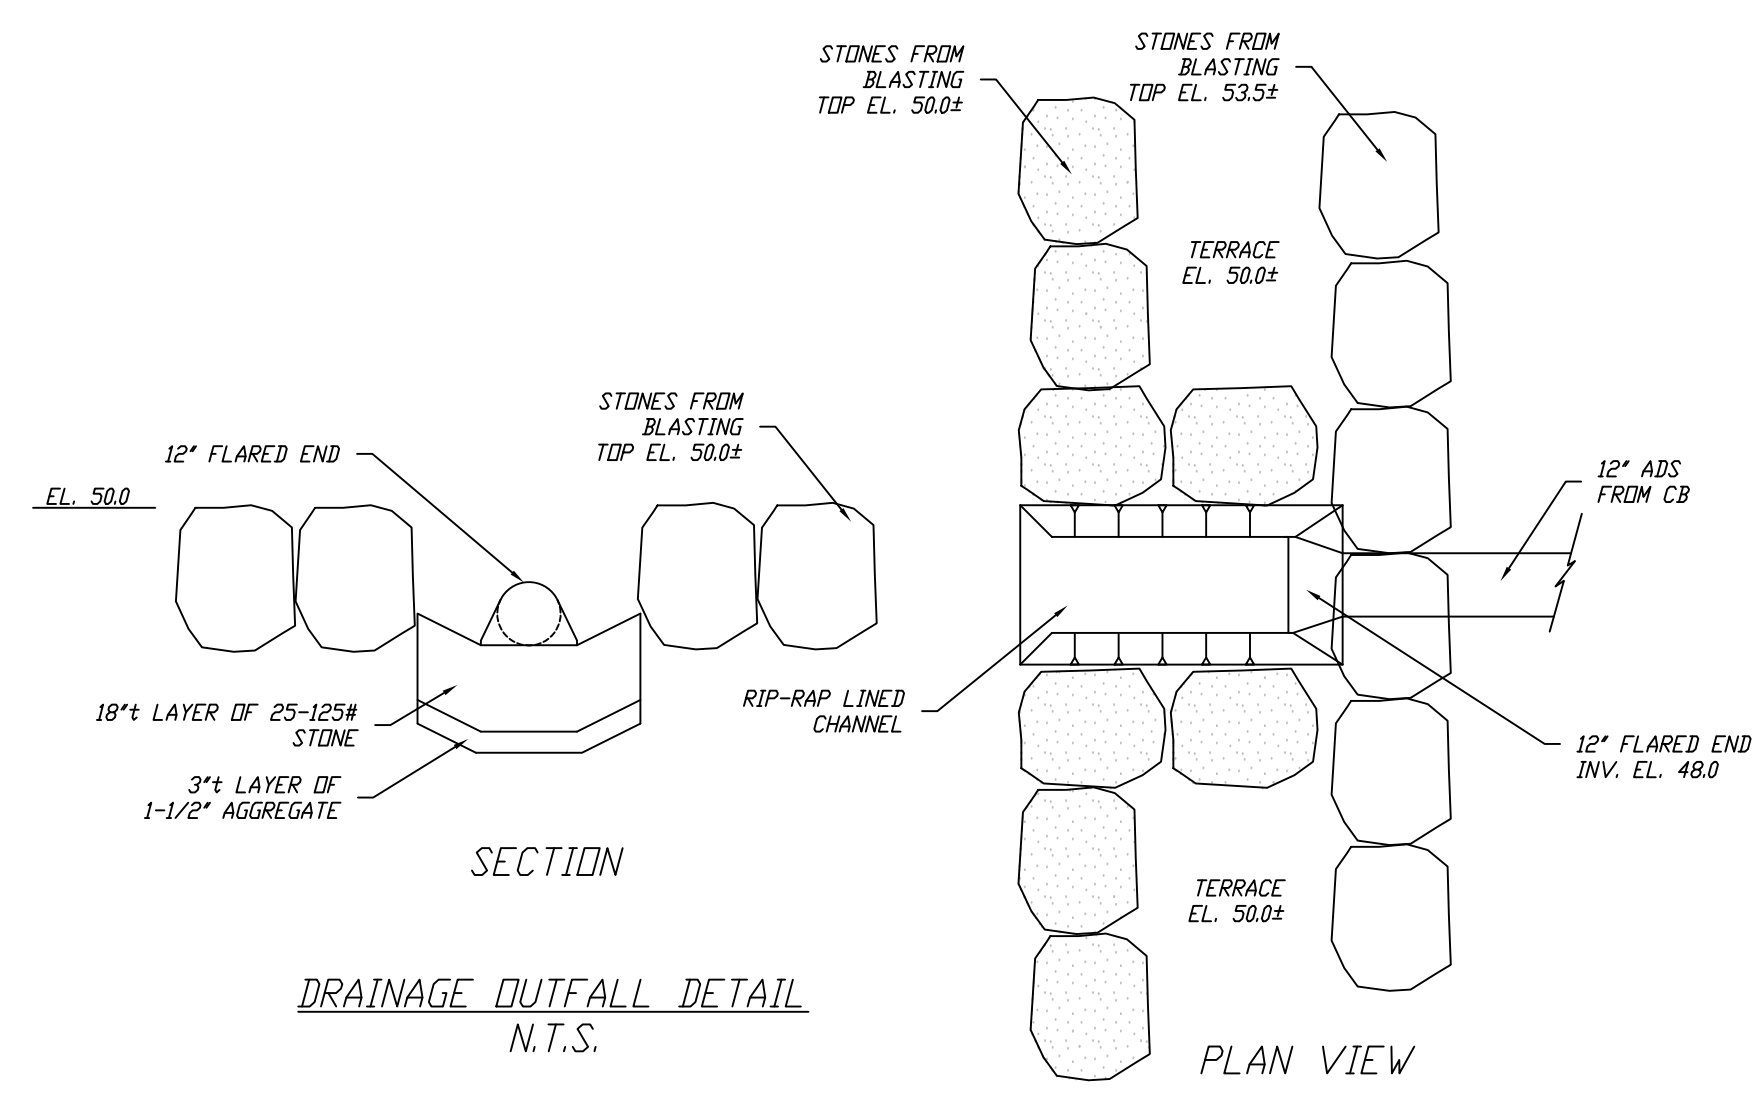 STONES FROM
BLASTING
TOP EL. 50.0±
STONES FROM
BLASTING
TOP EL. 53.5±
TERRACE
EL. 50.0±
STONES FROM
BLASTING
TOP EL. 50.0±
12" FLARED END
EL. 50.0
12" ADS
FROM CB
18"t LAYER OF 25-125#
STONE
3"t LAYER OF
1-1/2" AGGREGATE
RIP-RAP LINED
CHANNEL
12" FLARED END
INV. EL. 48.0
SECTION
TERRACE
EL. 50.0±
DRAINAGE OUTFALL DETAIL
N.T.S.
PLAN VIEW